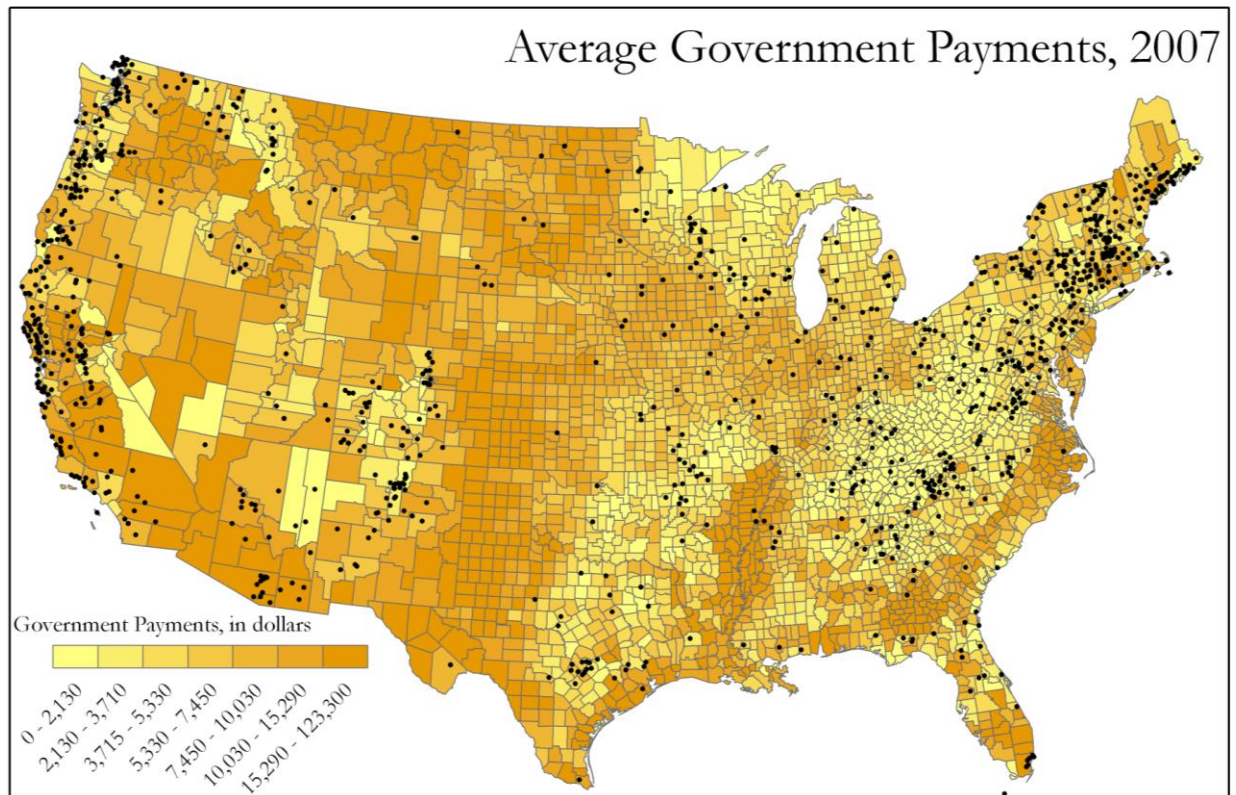 Average Government Payments, 2007
Government Payments, in dollars
0 - 2,130
2,130 - 3,710
3,715 - 5,330
5,330 - 7,450
7,450 - 10,030
10,030 - 15,290
15,290 - 123,300